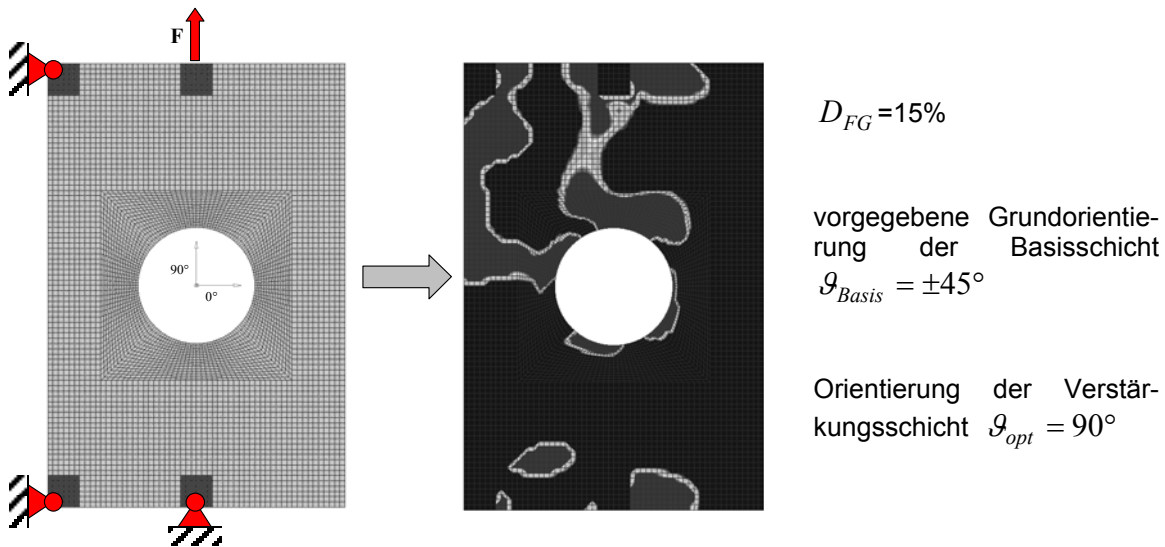 F
90°
0°
D_FG =15%
vorgegebene Grundorientie-
rung der Basisschicht
ϑ_Basis = ±45°
Orientierung der Verstär-
kungsschicht ϑ_opt = 90°